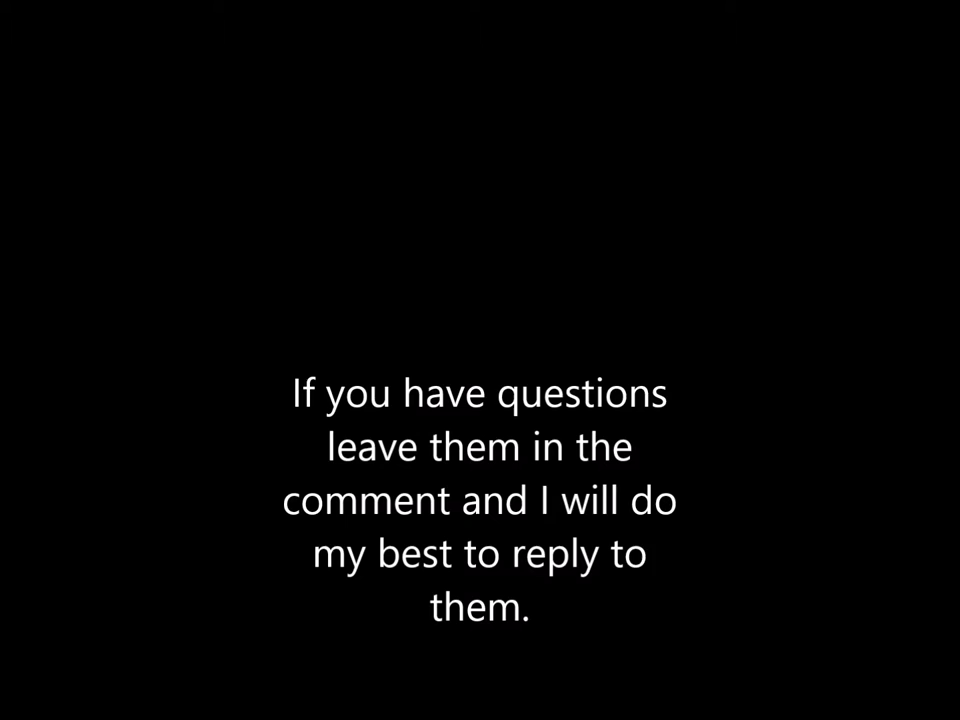 If you have questions
leave them in the
comment and I will do
my best to reply to
them.